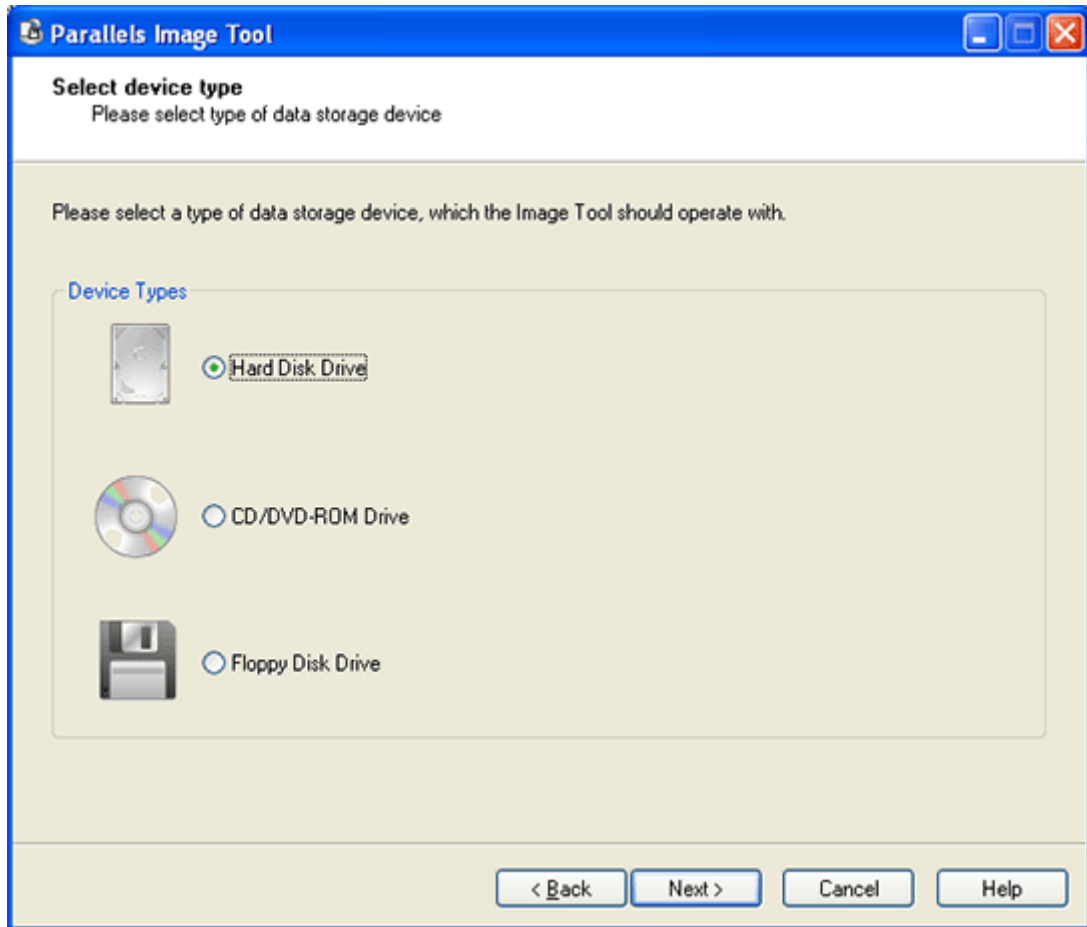 Parallels Image Tool
Select device type
Please select type of data storage device
Please select a type of data storage device, which the Image Tool should operate with.
Device Types
Hard Disk Drive
CD/DVD-ROM Drive
Floppy Disk Drive
< Back Next > Cancel Help